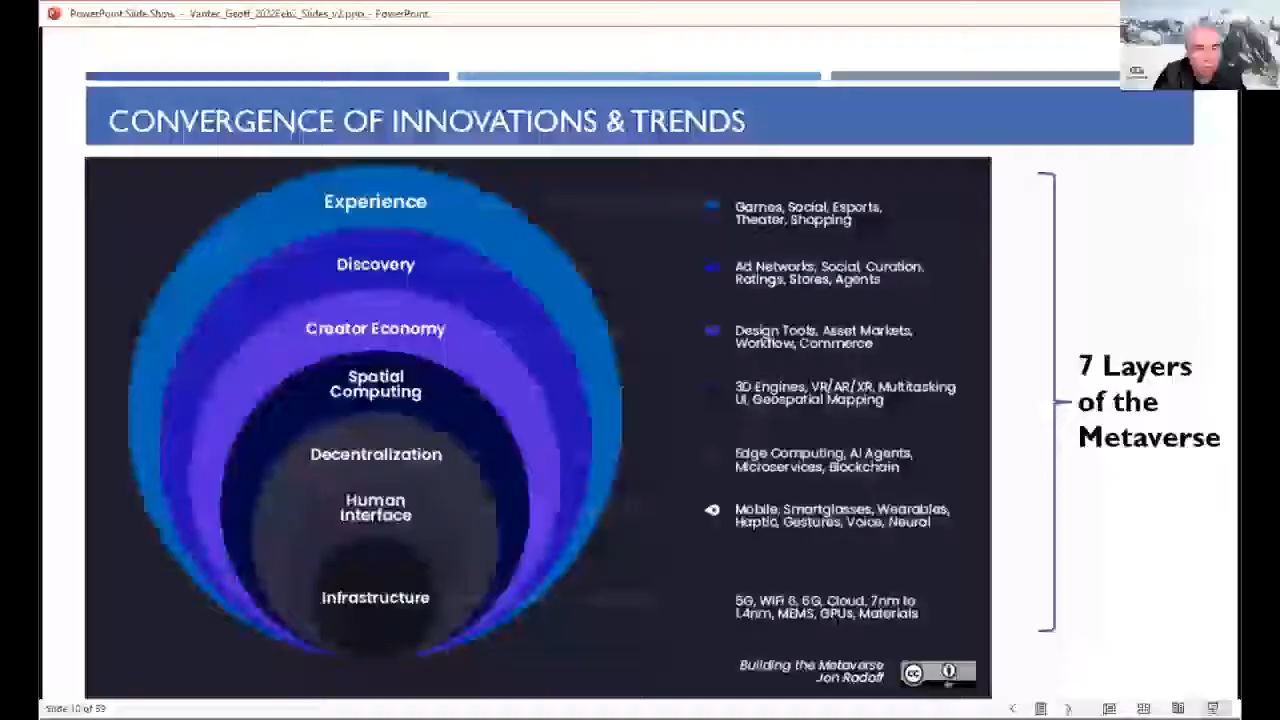 PowerPoint Slide Show - Vantec_Geoff_2022Feb2_Slides_v2.pptx - PowerPoint
CONVERGENCE OF INNOVATIONS & TRENDS
Experience
Games, Social, Esports,
Theater, Shopping
Discovery
Ad Networks, Social, Curation,
Ratings, Stores, Agents
Creator Economy
Design Tools, Asset Markets,
Workflow, Commerce
Spatial
Computing
3D Engines, VR/AR/XR, Multitasking
UI, Geospatial Mapping
Decentralization
Edge Computing, AI Agents,
Microservices, Blockchain
Human
Interface
Mobile, Smartglasses, Wearables,
Haptic, Gestures, Voice, Neural
Infrastructure
5G, WiFi 6, 6G, Cloud, 7nm to
1.4nm, MEMS, GPUs, Materials
7 Layers
of the
Metaverse
Building the Metaverse
Jon Radoff
cc
Slide 10 of 59